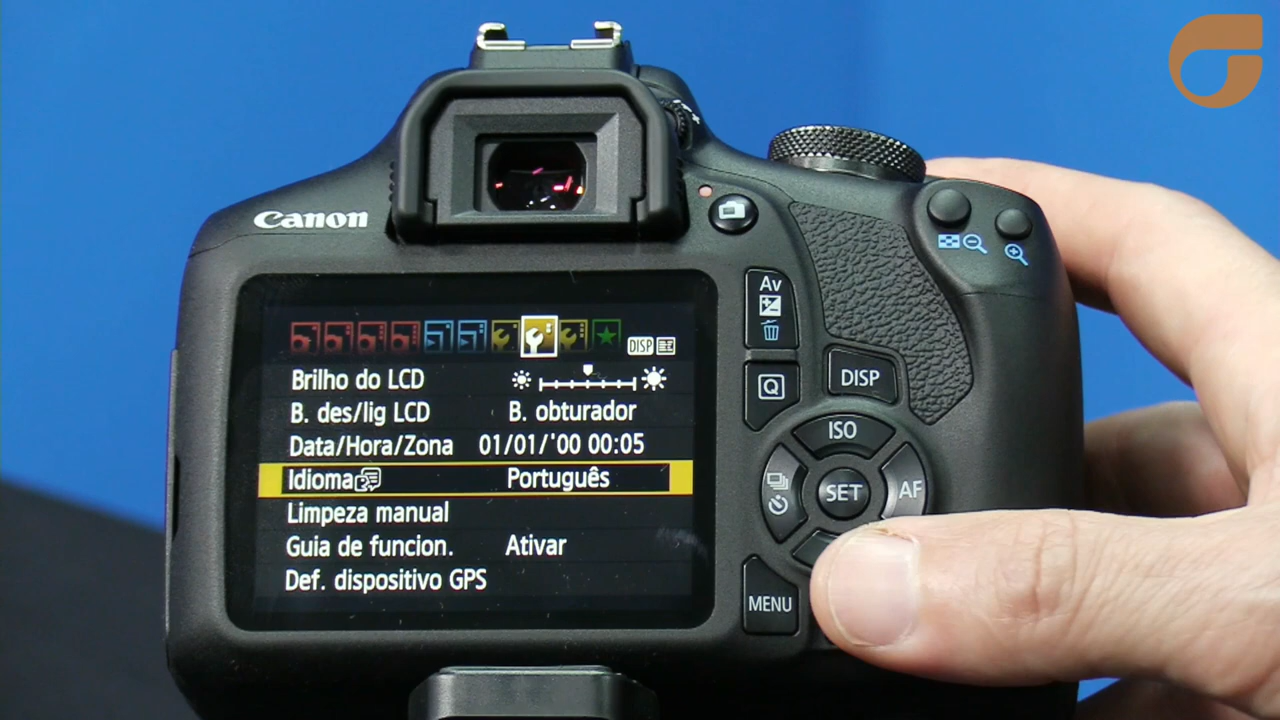 Canon
DISP
Brilho do LCD
B. des/lig LCD B. obturador
Data/Hora/Zona 01/01/'00 00:05
Idioma Português
Limpeza manual
Guia de funcion. Ativar
Def. dispositivo GPS
Av
Q
DISP
ISO
SET
AF
MENU